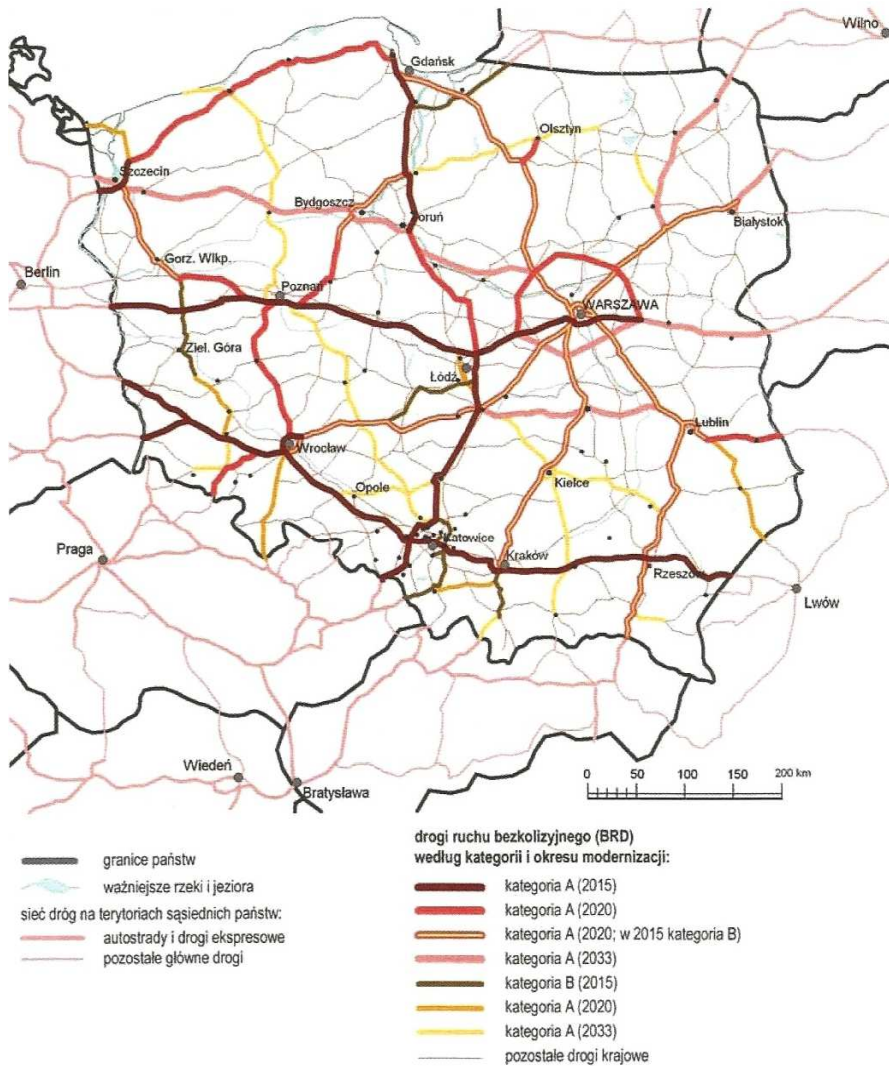 Wilno
Gdańsk
Olsztyn
Szczecin
Bydgoszcz
Toruń
Białystok
Gorz. Wlkp.
Berlin
Poznań
WARSZAWA
Ziel. Góra
Łódź
Lublin
Wrocław
Opole
Kielce
Praga
Katowice
Kraków
Rzeszów
Lwów
Wiedeń
Bratysława
0 50 100 150 200 km
granice państw
ważniejsze rzeki i jeziora
sieć dróg na terytoriach sąsiednich państw:
autostrady i drogi ekspresowe
pozostałe główne drogi
drogi ruchu bezkolizyjnego (BRD)
według kategorii i okresu modernizacji:
kategoria A (2015)
kategoria A (2020)
kategoria A (2020; w 2015 kategoria B)
kategoria A (2033)
kategoria B (2015)
kategoria A (2020)
kategoria A (2033)
pozostałe drogi krajowe